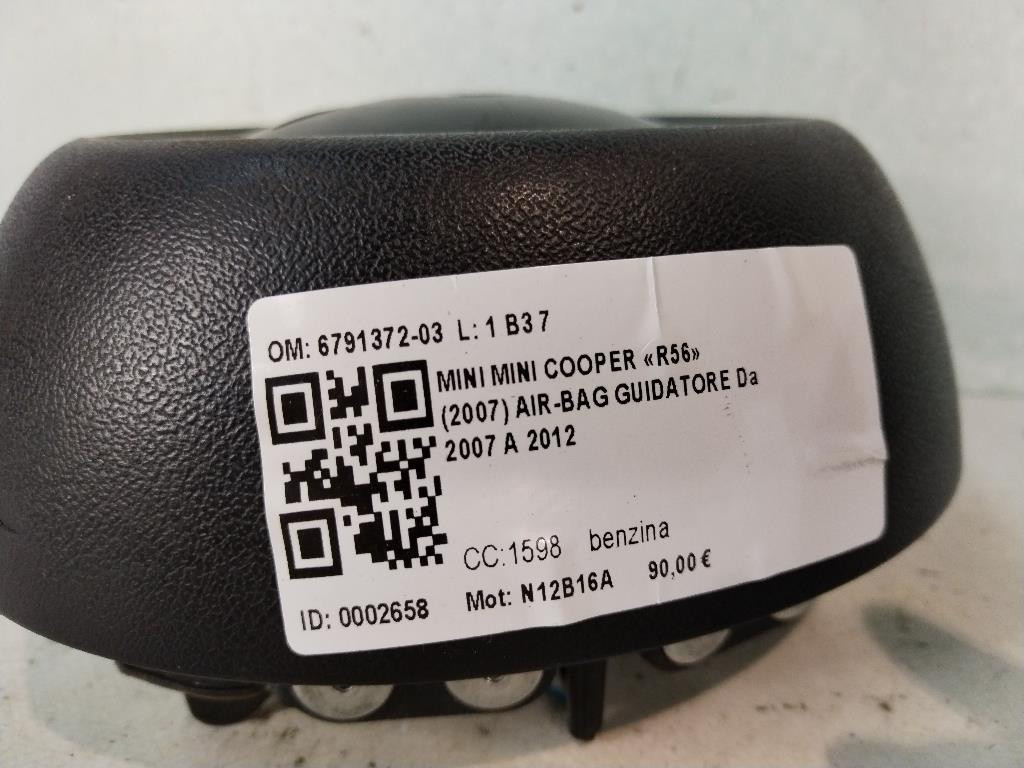 OM: 6791372-03 L: 1 B3 7
MINI MINI COOPER «R56»
(2007) AIR-BAG GUIDATORE Da
2007 A 2012
CC:1598 benzina
ID: 0002658 Mot: N12B16A 90,00 €